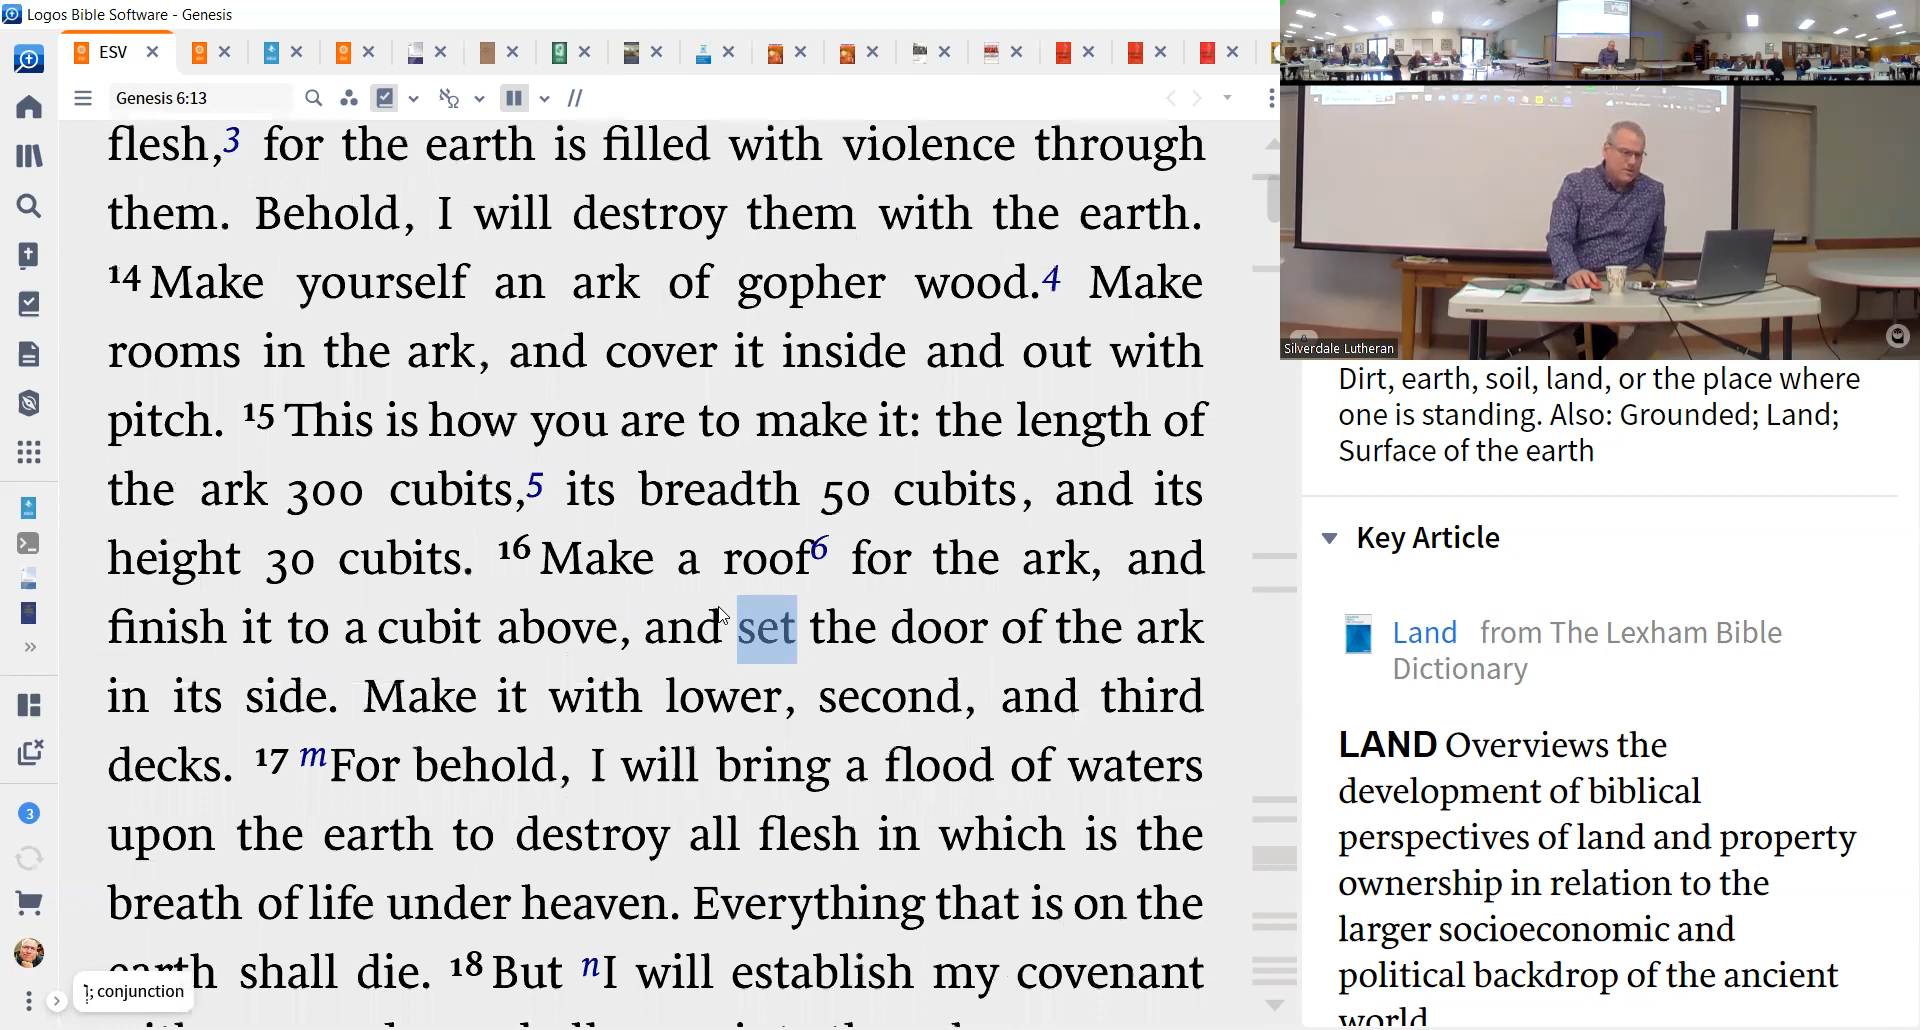 Logos Bible Software - Genesis
ESV
Genesis 6:13
flesh,3 for the earth is filled with violence through
them. Behold, I will destroy them with the earth.
14 Make yourself an ark of gopher wood.4 Make
rooms in the ark, and cover it inside and out with
pitch. 15 This is how you are to make it: the length of
the ark 300 cubits,5 its breadth 50 cubits, and its
height 30 cubits. 16 Make a roof6 for the ark, and
finish it to a cubit above, and set the door of the ark
in its side. Make it with lower, second, and third
decks. 17 mFor behold, I will bring a flood of waters
upon the earth to destroy all flesh in which is the
breath of life under heaven. Everything that is on the
earth shall die. 18 But nI will establish my covenant
3
; conjunction
Silverdale Lutheran
Dirt, earth, soil, land, or the place where
one is standing. Also: Grounded; Land;
Surface of the earth
Key Article
Land from The Lexham Bible
Dictionary
LAND Overviews the
development of biblical
perspectives of land and property
ownership in relation to the
larger socioeconomic and
political backdrop of the ancient
world